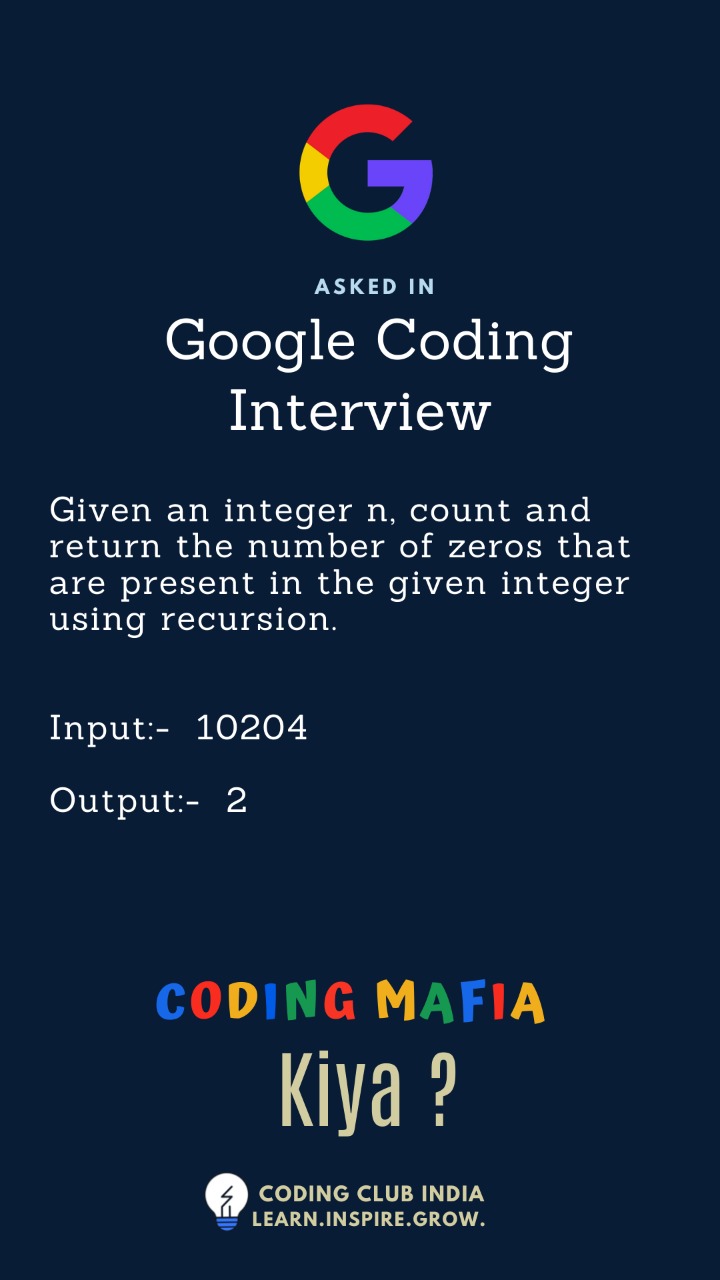 ASKED IN
Google Coding
Interview
Given an integer n, count and
return the number of zeros that
are present in the given integer
using recursion.
Input:- 10204
Output:- 2
CODING MAFIA
Kiya ?
CODING CLUB INDIA
LEARN.INSPIRE.GROW.